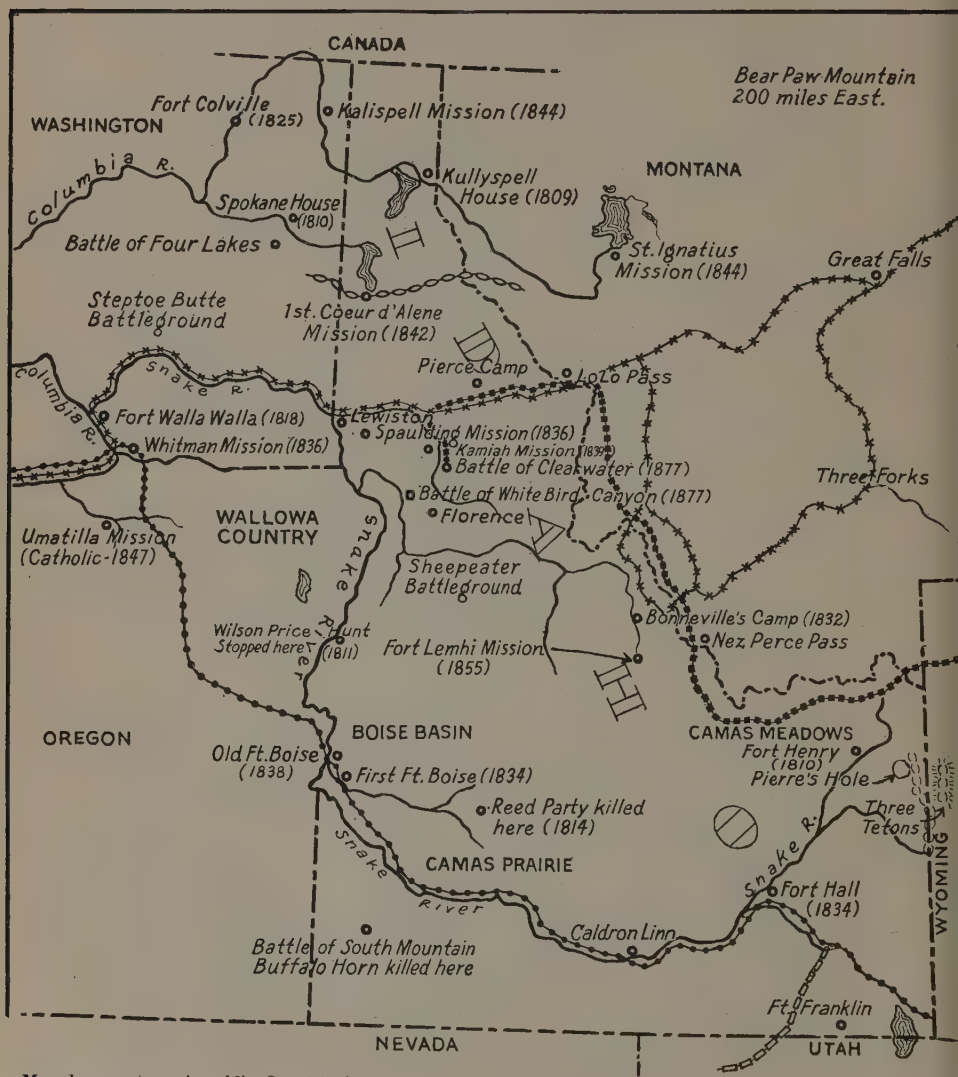 CANADA
Bear Paw Mountain
200 miles East.
Fort Colville
(1825)
Kalispell Mission (1844)
WASHINGTON
Columbia R.
Kullyspell
House (1809)
MONTANA
Spokane House
(1810)
Battle of Four Lakes
St. Ignatius
Mission (1844)
Great Falls
Steptoe Butte
Battleground
1st. Coeur d'Alene
Mission (1842)
I
D
A
H
O
Pierce Camp
LoLo Pass
Snake R.
Columbia R.
Fort Walla Walla (1818)
Lewiston
Spaulding Mission (1836)
Whitman Mission (1836)
Kamiah Mission (1839)
Battle of Clearwater (1877)
Three Forks
Battle of White Bird Canyon (1877)
Florence
WALLOWA
COUNTRY
Snake River
Umatilla Mission
(Catholic-1847)
Sheepeater
Battleground
Bonneville's Camp (1832)
Wilson Price Hunt
Stopped here (1811)
Fort Lemhi Mission
(1855)
Nez Perce Pass
OREGON
BOISE BASIN
CAMAS MEADOWS
Old Ft. Boise
(1838)
Fort Henry
(1810)
Pierre's Hole
First Ft. Boise (1834)
Reed Party killed
here (1814)
Three
Tetons
WYOMING
Snake R.
CAMAS PRAIRIE
Snake River
Fort Hall
(1834)
Caldron Linn
Battle of South Mountain
Buffalo Horn killed here
Ft. Franklin
NEVADA
UTAH